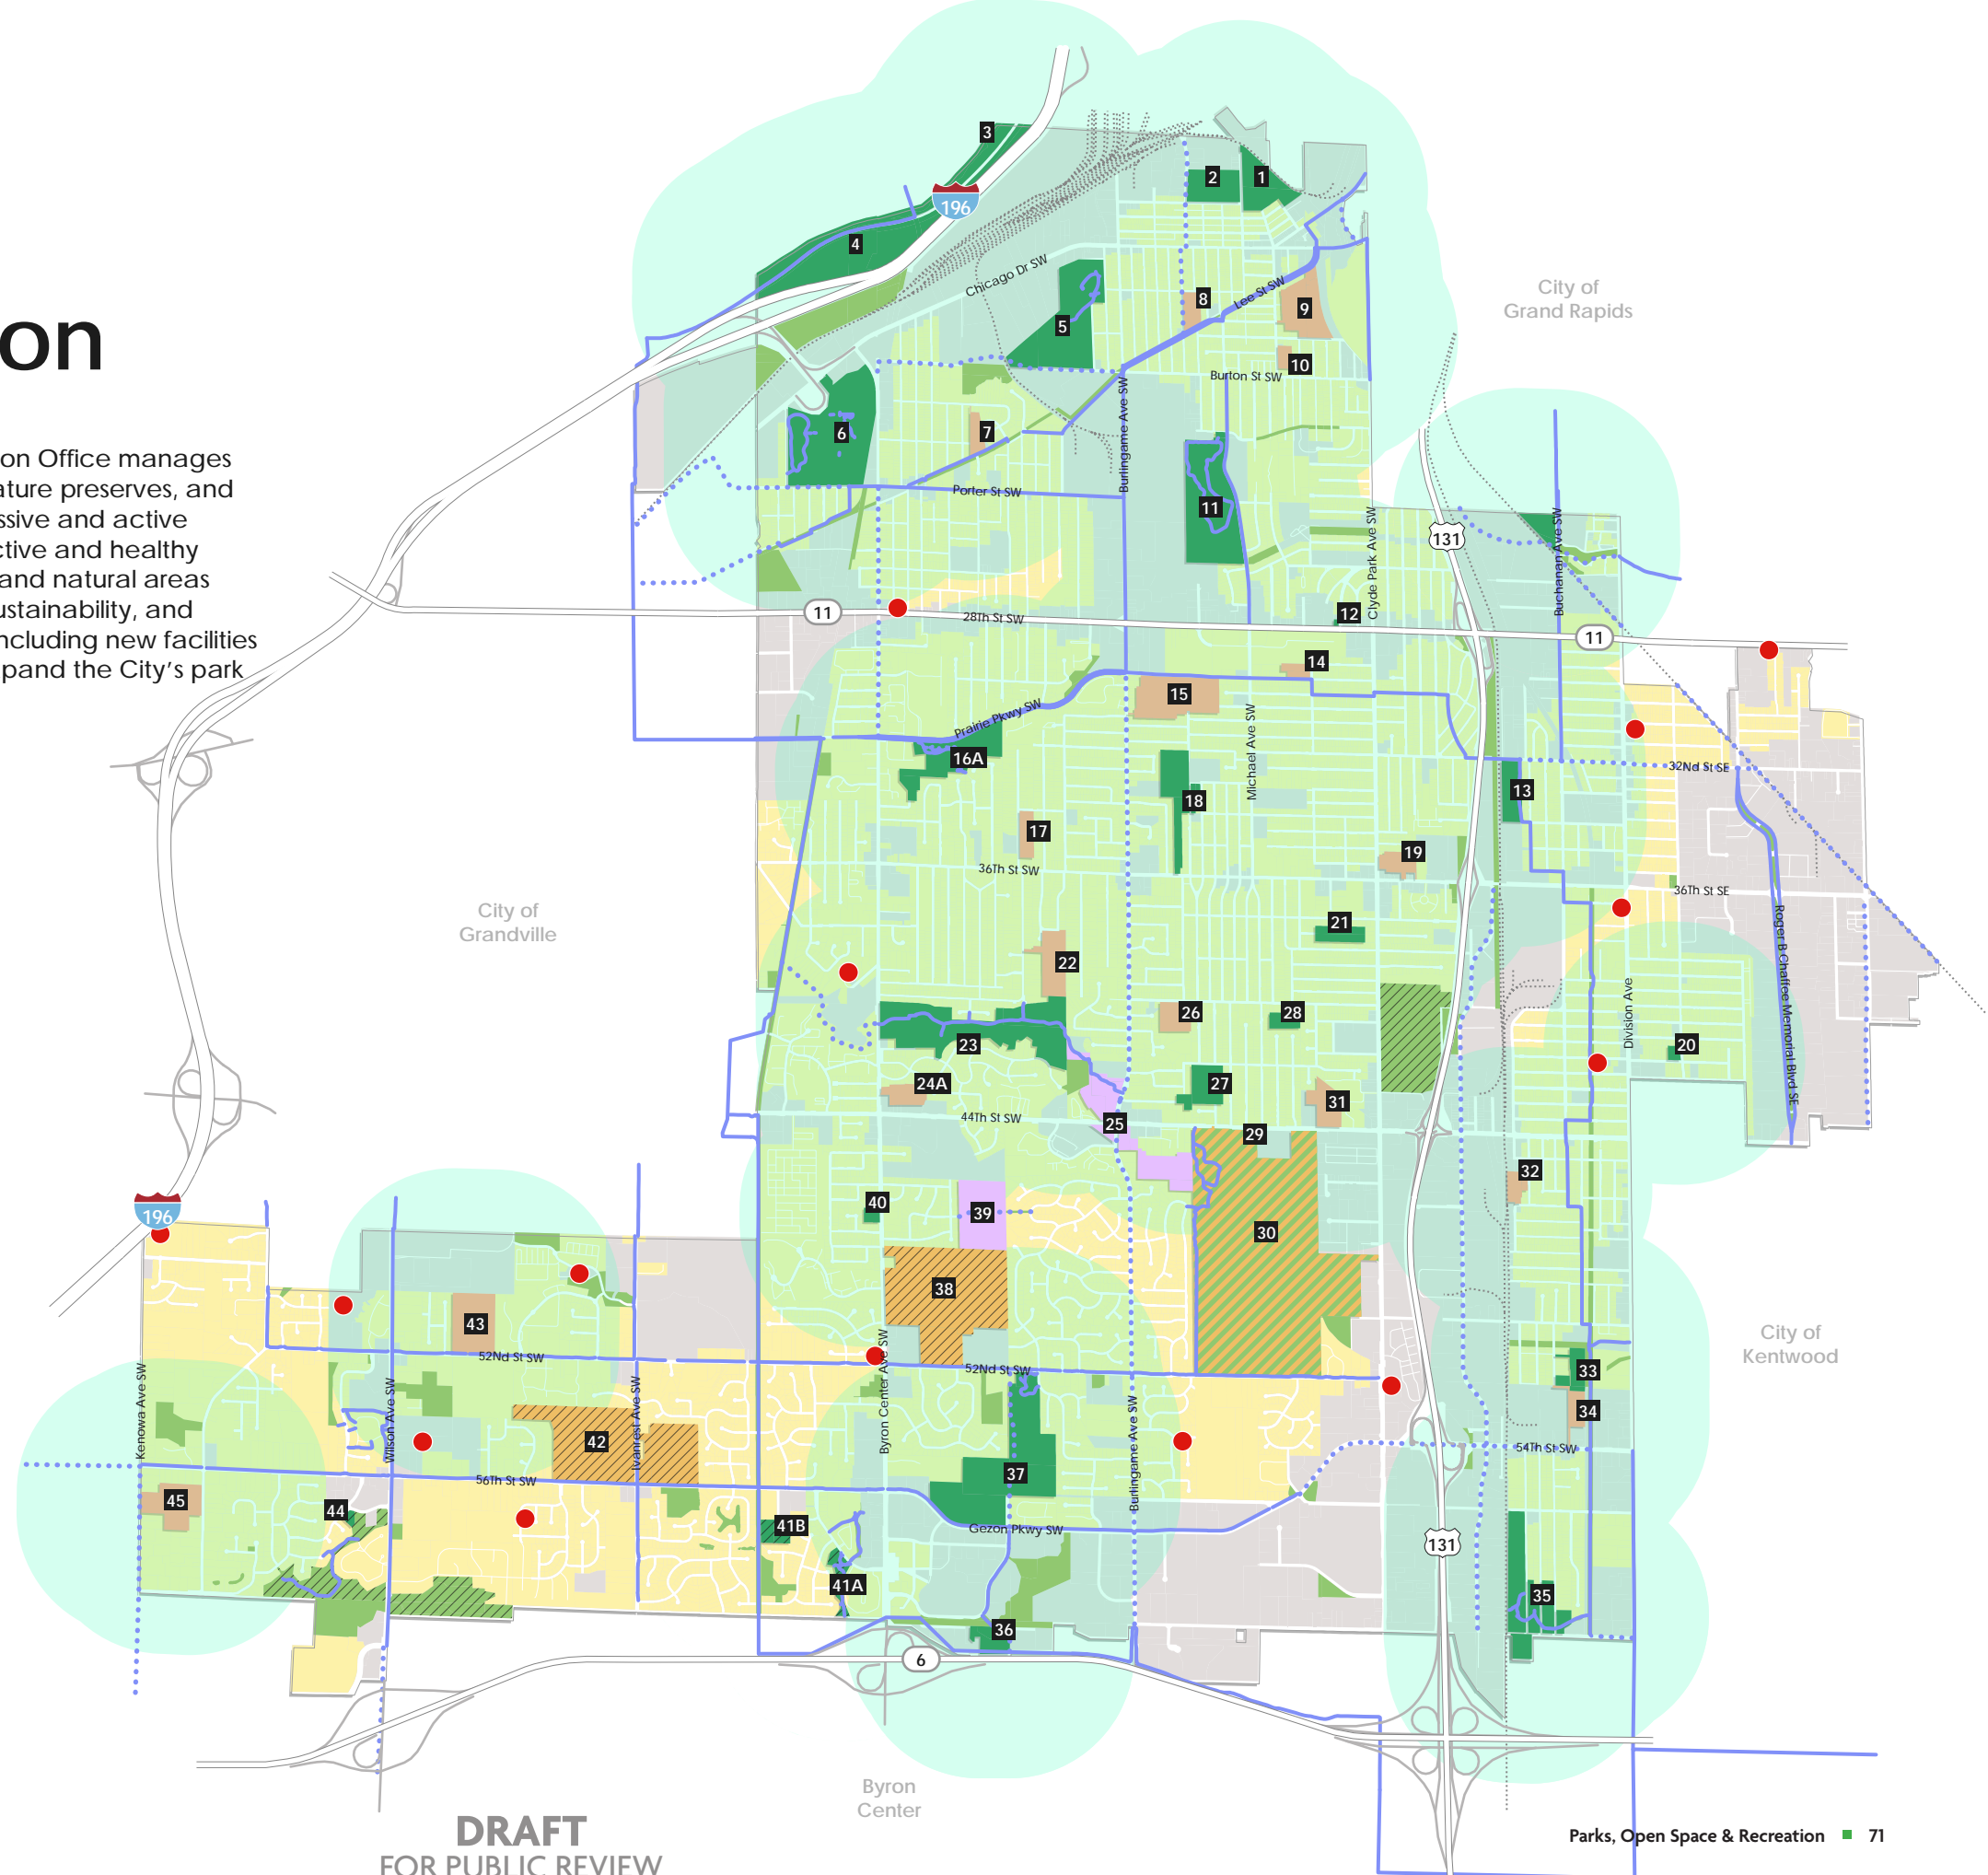 on
on Office manages
ature preserves, and
ssive and active
ctive and healthy
and natural areas
ustainability, and
including new facilities
pand the City's park
3
2
1
196
4
Chicago Dr SW
5
8
Lee St SW
9
10
Burton St SW
City of
Grand Rapids
6
7
Burlingame Ave SW
Porter St SW
11
Clyde Park Ave SW
131
Buchanan Ave SW
11
28Th St SW
12
11
14
15
Prairie Pkwy SW
16A
Michael Ave SW
18
32Nd St SE
13
17
19
36Th St SW
36Th St SE
City of
Grandville
21
22
Roger B Chaffee Memorial Blvd SE
Division Ave
26
28
23
20
24A
27
31
44Th St SW
25
29
32
40
39
30
196
38
43
City of
Kentwood
52Nd St SW
Byron Center Ave SW
52Nd St SW
33
34
Kenowa Ave SW
Wilson Ave SW
Ivanrest Ave SW
42
Burlingame Ave SW
54Th St SW
56Th St SW
37
45
44
41B
Gezon Pkwy SW
131
41A
35
36
6
Byron
Center
DRAFT
FOR PUBLIC REVIEW
Parks, Open Space & Recreation 71